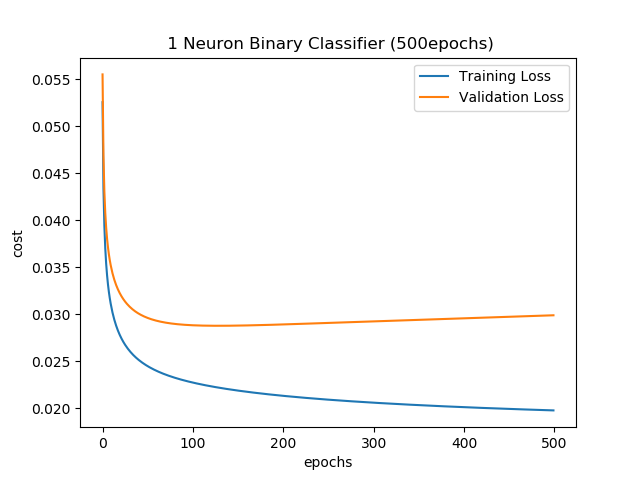 1 Neuron Binary Classifier (500epochs)
Training Loss
Validation Loss
0.055
0.050
0.045
0.040
0.035
0.030
0.025
0.020
cost
0 100 200 300 400 500
epochs